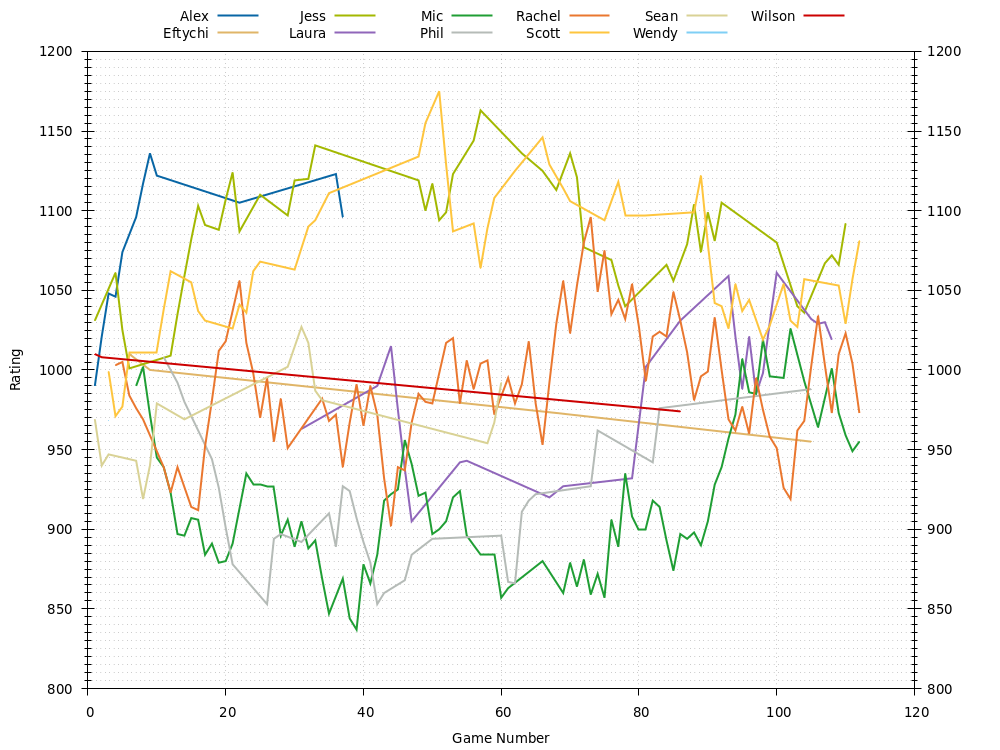 Alex Jess Mic Rachel Sean Wilson
Eftychi Laura Phil Scott Wendy
1200 1200
1150 1150
1100 1100
1050 1050
1000 1000
950 950
900 900
850 850
800 800
0 20 40 60 80 100 120
Rating
Game Number